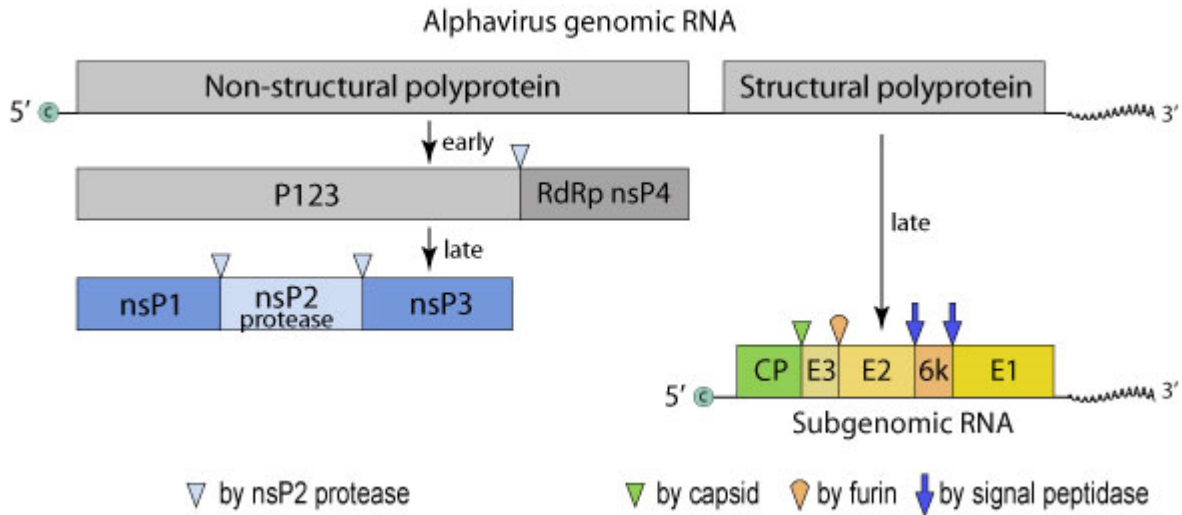 Alphavirus genomic RNA
Non-structural polyprotein
Structural polyprotein
5′ c
3′
early
P123
RdRp nsP4
late
late
nsP1
nsP2
protease
nsP3
CP
E3
E2
6k
E1
5′ c
3′
Subgenomic RNA
by nsP2 protease
by capsid
by furin
by signal peptidase